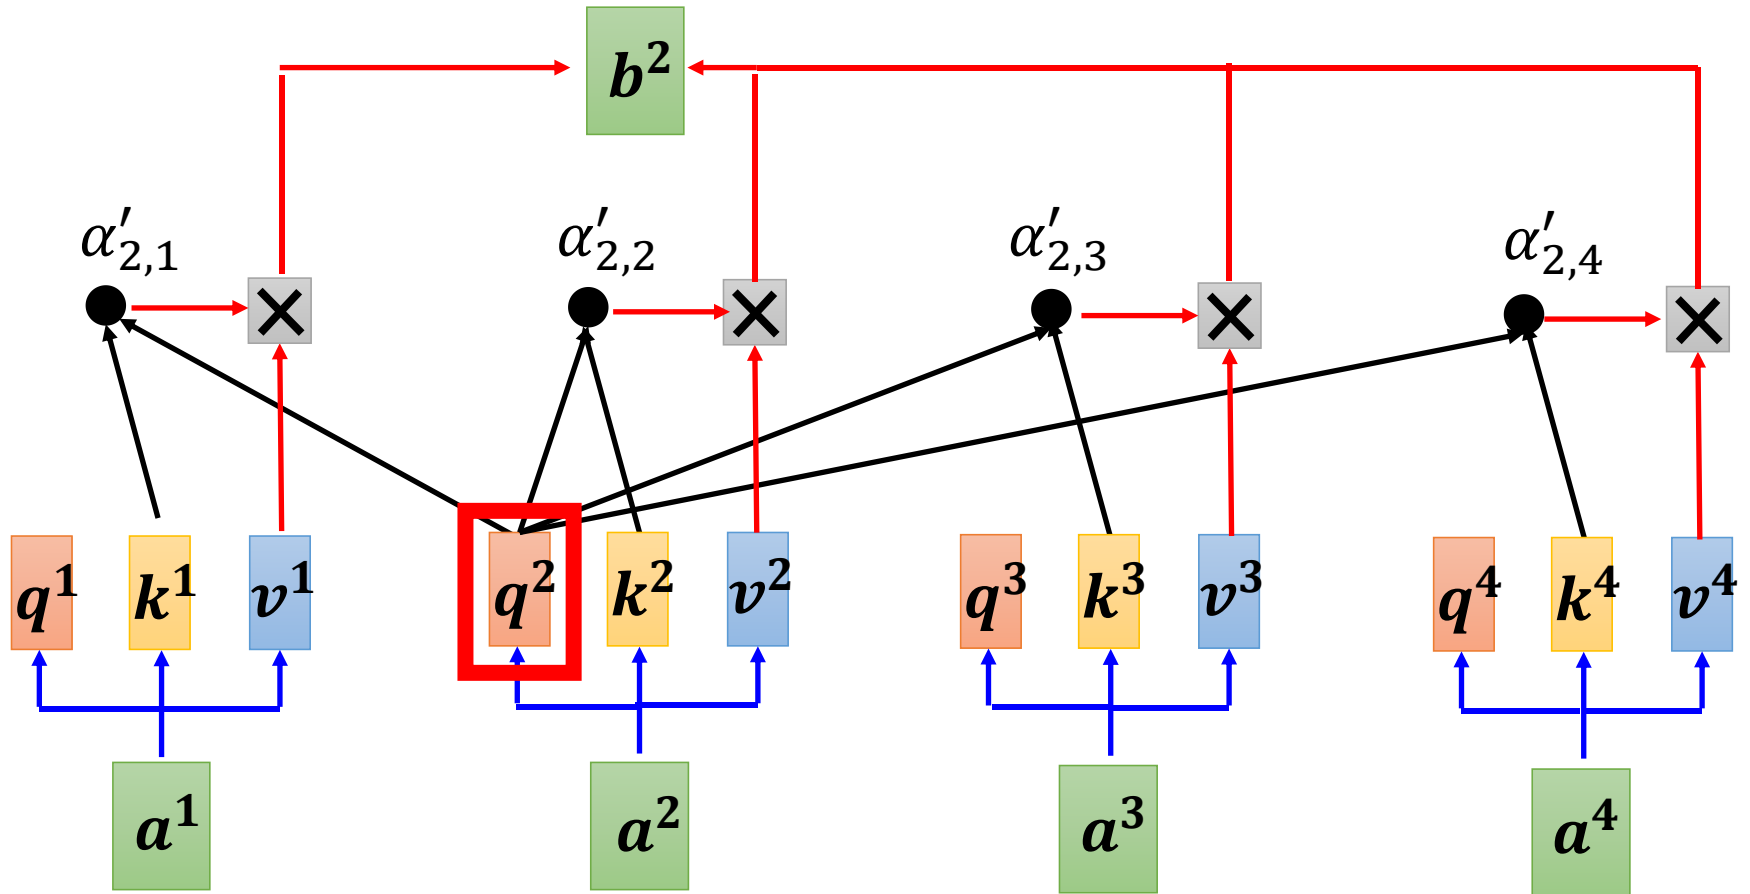 b²
α′₂,₁ α′₂,₂ α′₂,₃ α′₂,₄
q¹ k¹ v¹ q² k² v² q³ k³ v³ q⁴ k⁴ v⁴
a¹ a² a³ a⁴